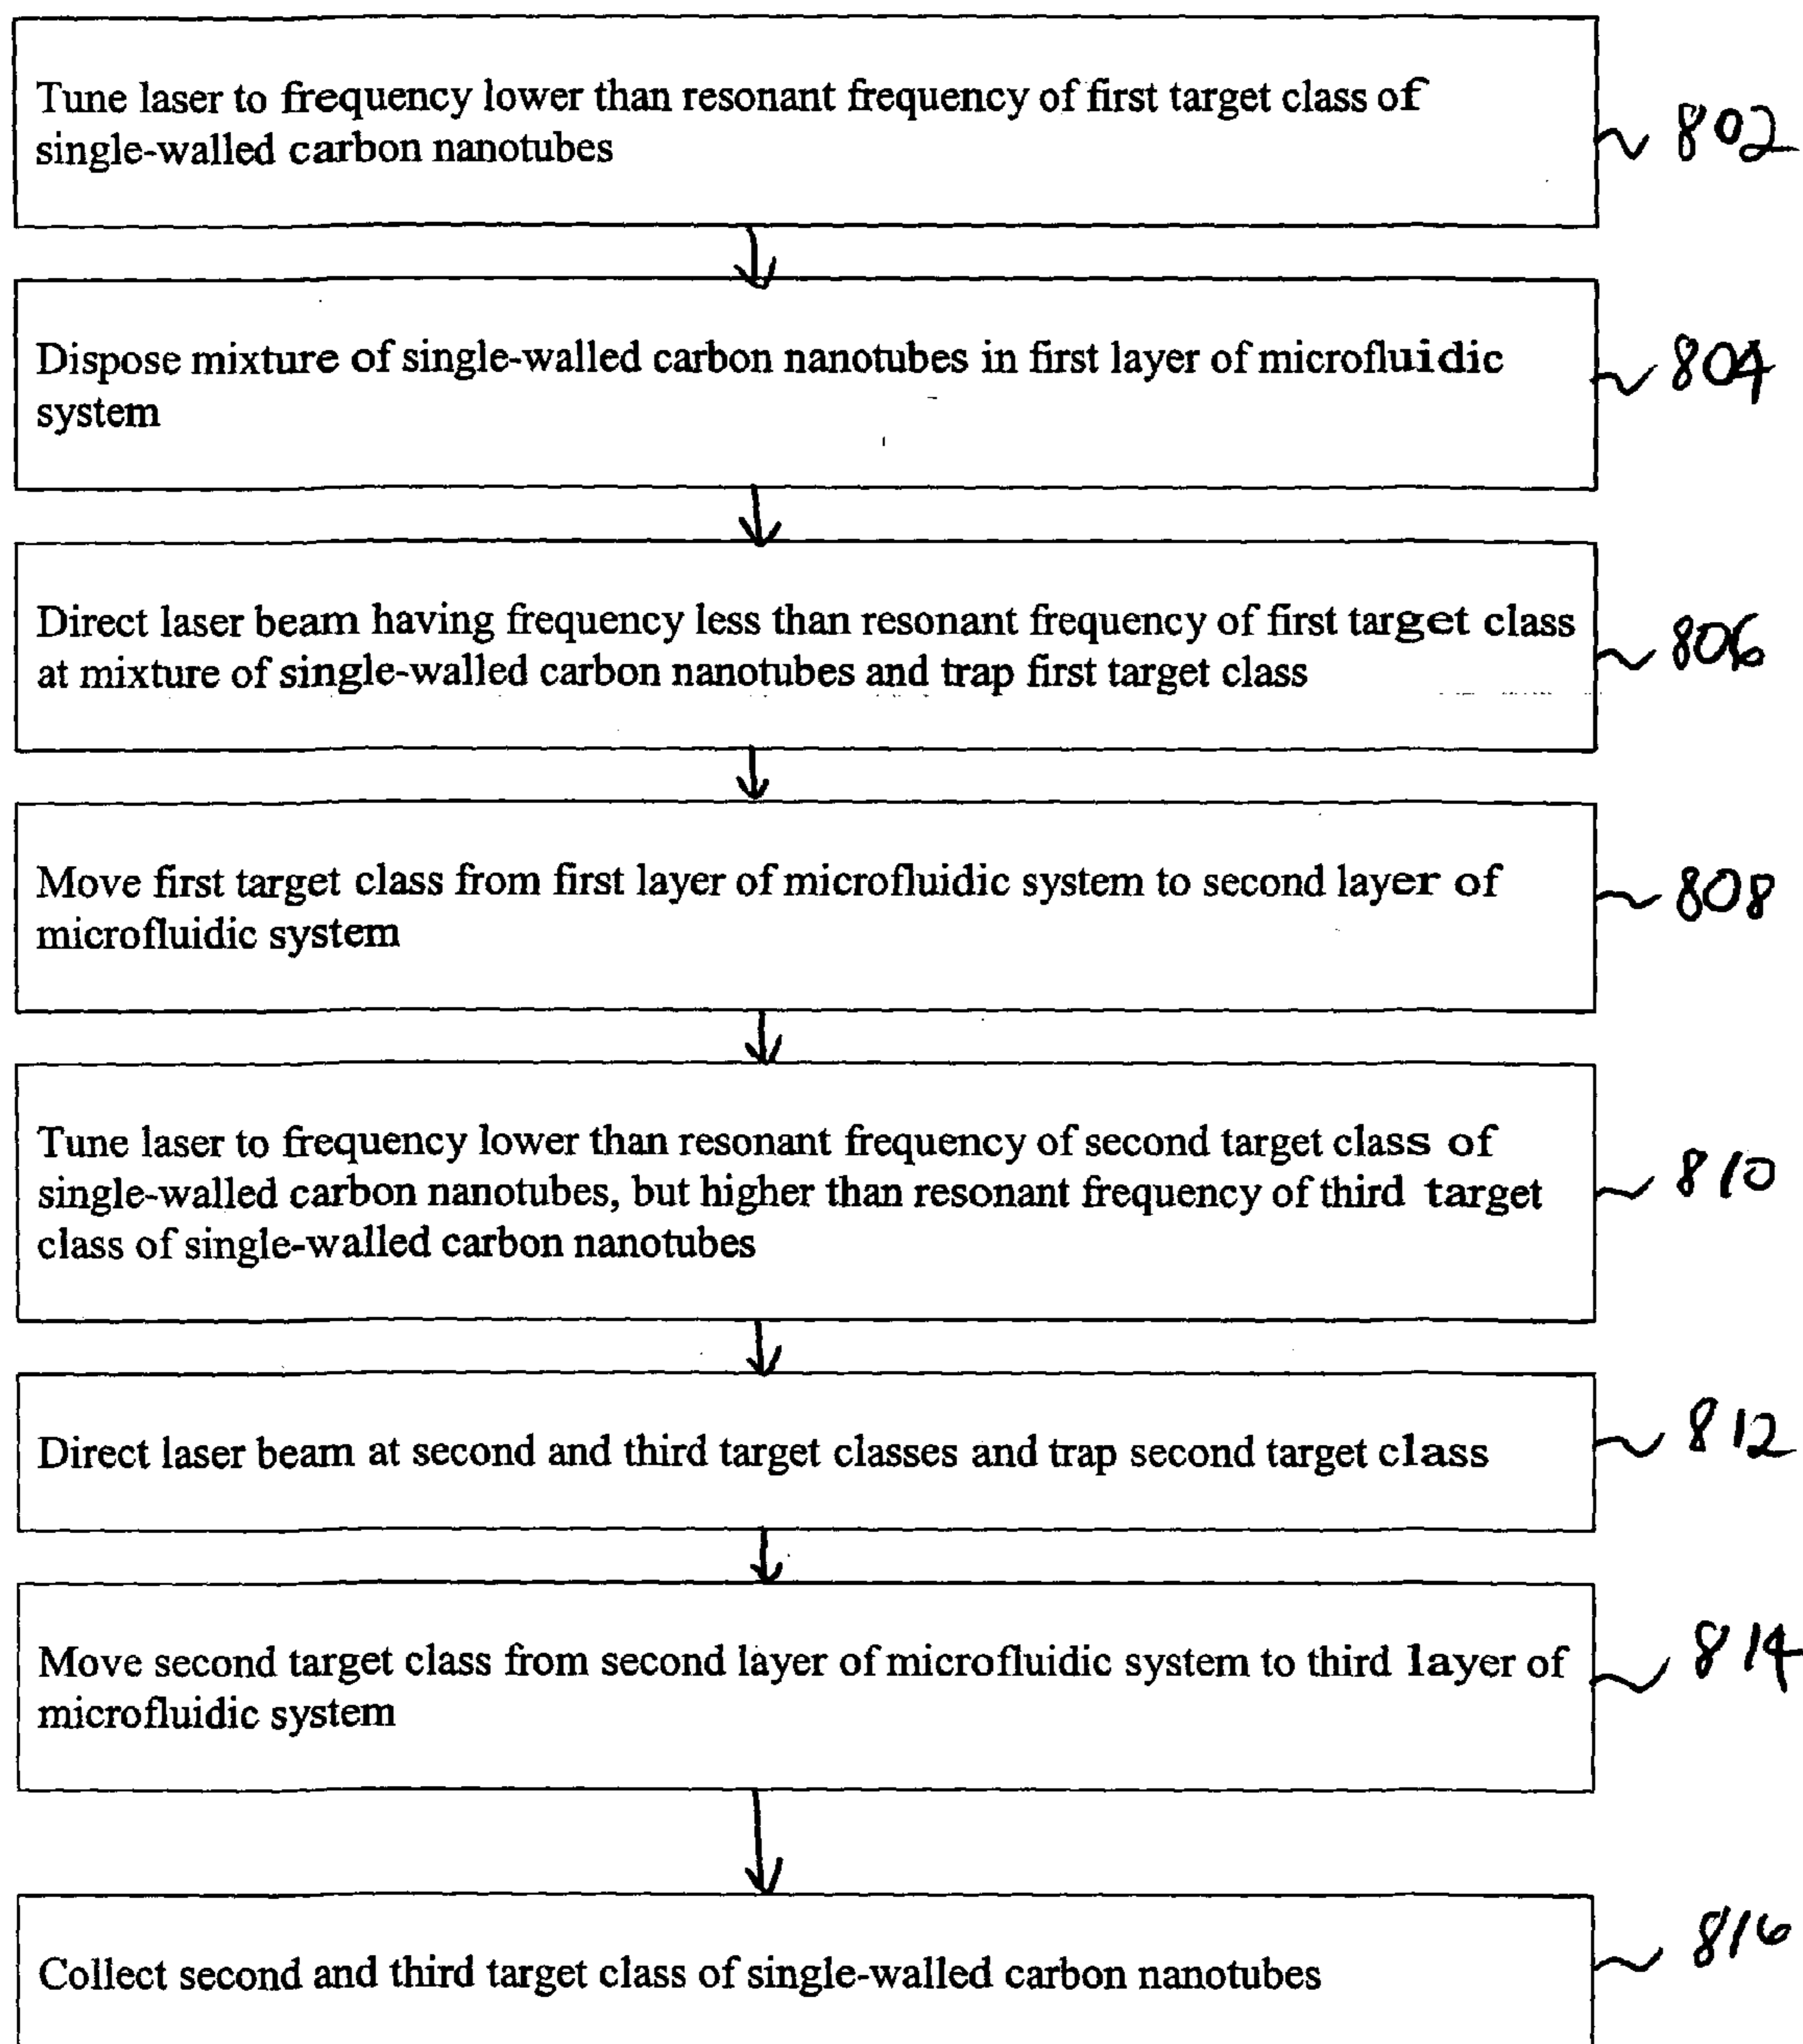 Tune laser to frequency lower than resonant frequency of first target class of
single-walled carbon nanotubes
802
Dispose mixture of single-walled carbon nanotubes in first layer of microfluidic
system
804
Direct laser beam having frequency less than resonant frequency of first target class
at mixture of single-walled carbon nanotubes and trap first target class
806
Move first target class from first layer of microfluidic system to second layer of
microfluidic system
808
Tune laser to frequency lower than resonant frequency of second target class of
single-walled carbon nanotubes, but higher than resonant frequency of third target
class of single-walled carbon nanotubes
810
Direct laser beam at second and third target classes and trap second target class
812
Move second target class from second layer of microfluidic system to third layer of
microfluidic system
814
Collect second and third target class of single-walled carbon nanotubes
816